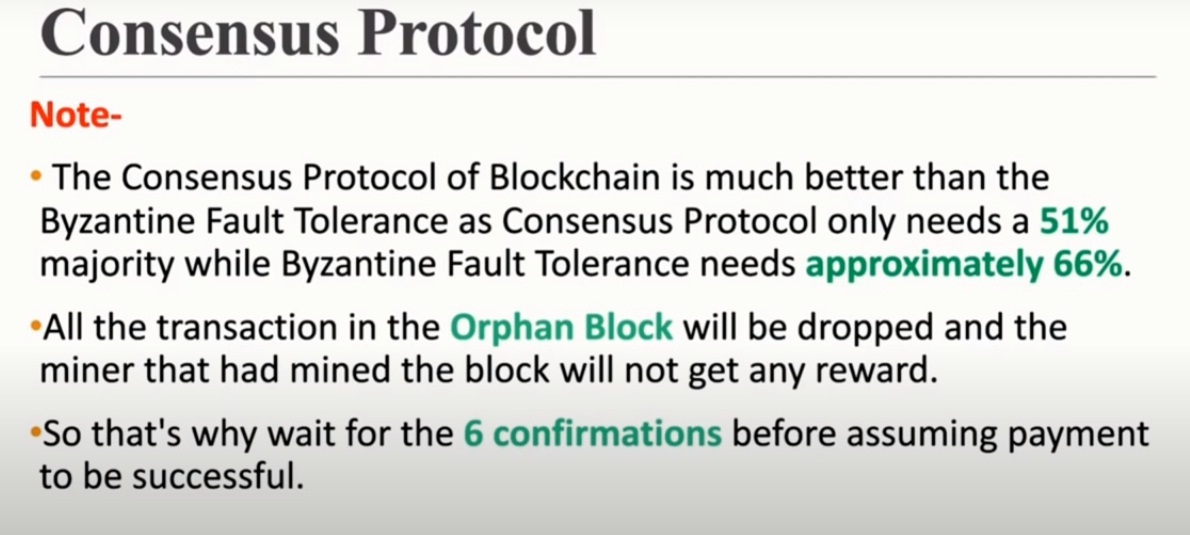 Consensus Protocol
Note-
• The Consensus Protocol of Blockchain is much better than the
Byzantine Fault Tolerance as Consensus Protocol only needs a 51%
majority while Byzantine Fault Tolerance needs approximately 66%.
•All the transaction in the Orphan Block will be dropped and the
miner that had mined the block will not get any reward.
•So that's why wait for the 6 confirmations before assuming payment
to be successful.